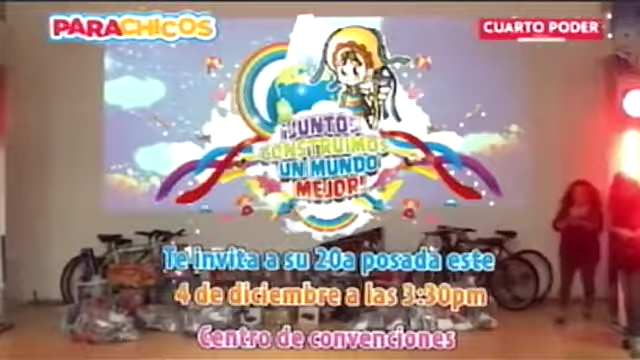 PARACHICOS
CUARTO PODER
¡JUNTOS
CONSTRUIMOS
UN MUNDO
MEJOR!
Te invita a su 20a posada este
4 de diciembre a las 3:30pm
Centro de convenciones